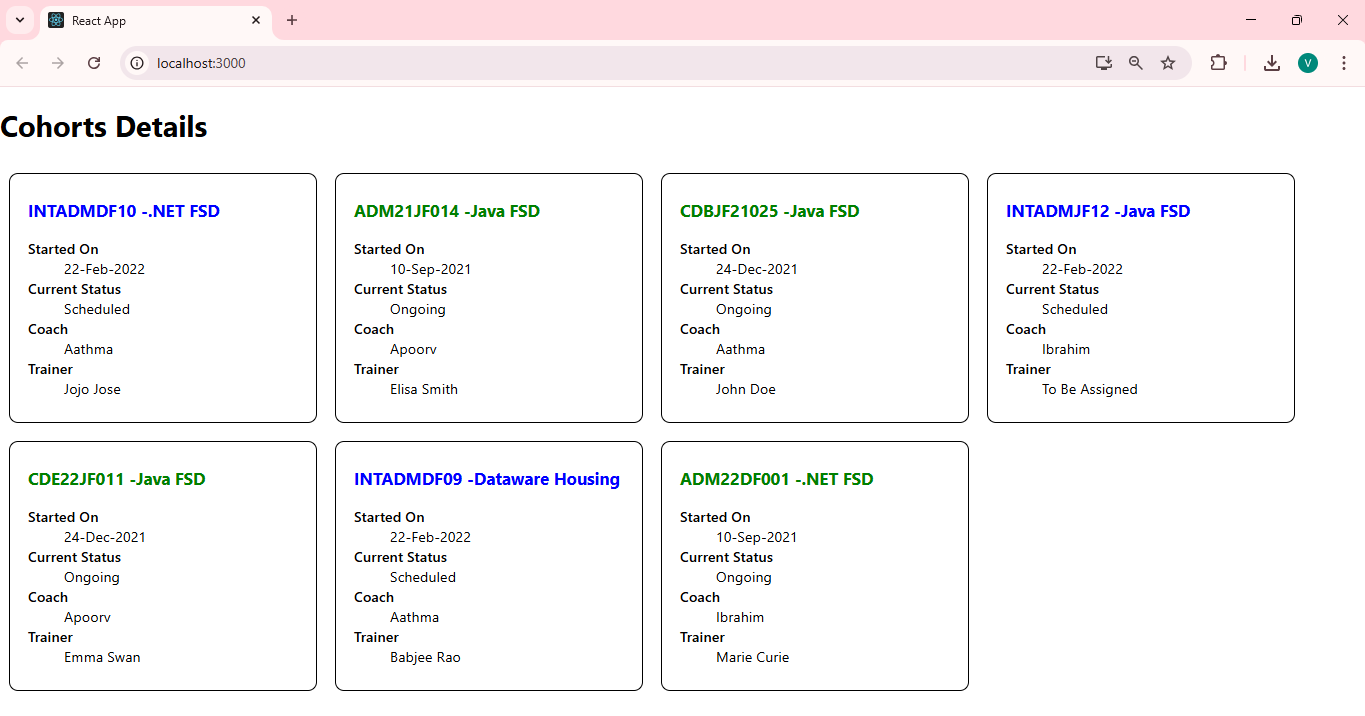 React App
localhost:3000
V
Cohorts Details
INTADMDF10 -.NET FSD
Started On
22-Feb-2022
Current Status
Scheduled
Coach
Aathma
Trainer
Jojo Jose
ADM21JF014 -Java FSD
Started On
10-Sep-2021
Current Status
Ongoing
Coach
Apoorv
Trainer
Elisa Smith
CDBJF21025 -Java FSD
Started On
24-Dec-2021
Current Status
Ongoing
Coach
Aathma
Trainer
John Doe
INTADMJF12 -Java FSD
Started On
22-Feb-2022
Current Status
Scheduled
Coach
Ibrahim
Trainer
To Be Assigned
CDE22JF011 -Java FSD
Started On
24-Dec-2021
Current Status
Ongoing
Coach
Apoorv
Trainer
Emma Swan
INTADMDF09 -Dataware Housing
Started On
22-Feb-2022
Current Status
Scheduled
Coach
Aathma
Trainer
Babjee Rao
ADM22DF001 -.NET FSD
Started On
10-Sep-2021
Current Status
Ongoing
Coach
Ibrahim
Trainer
Marie Curie